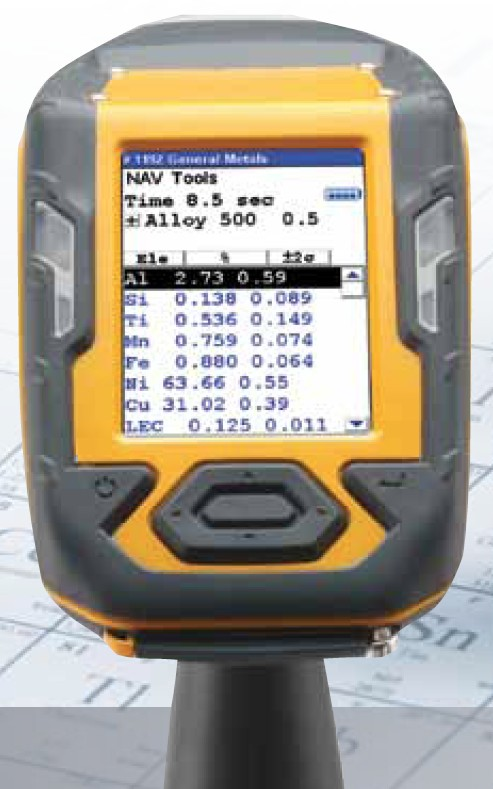 # 1192 General Metals
NAV Tools
Time 8.5 sec
± Alloy 500 0.5
Ele % ±2σ
Al 2.73 0.59
Si 0.138 0.089
Ti 0.536 0.149
Mn 0.759 0.074
Fe 0.880 0.064
Ni 63.66 0.55
Cu 31.02 0.39
LEC 0.125 0.011
Sn
Tl